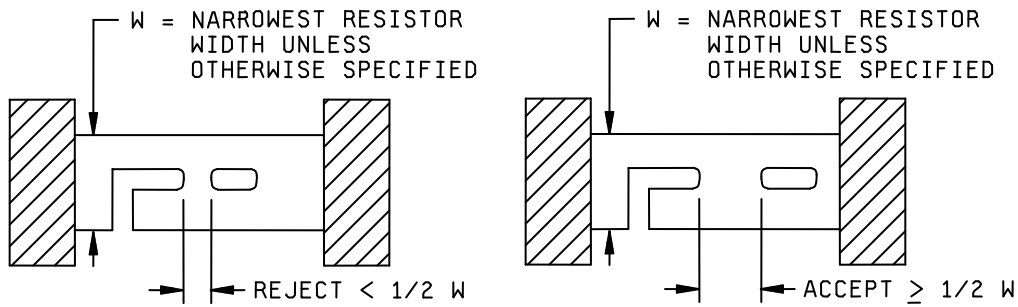 W = NARROWEST RESISTOR
WIDTH UNLESS
OTHERWISE SPECIFIED
REJECT < 1/2 W
W = NARROWEST RESISTOR
WIDTH UNLESS
OTHERWISE SPECIFIED
ACCEPT ≥ 1/2 W